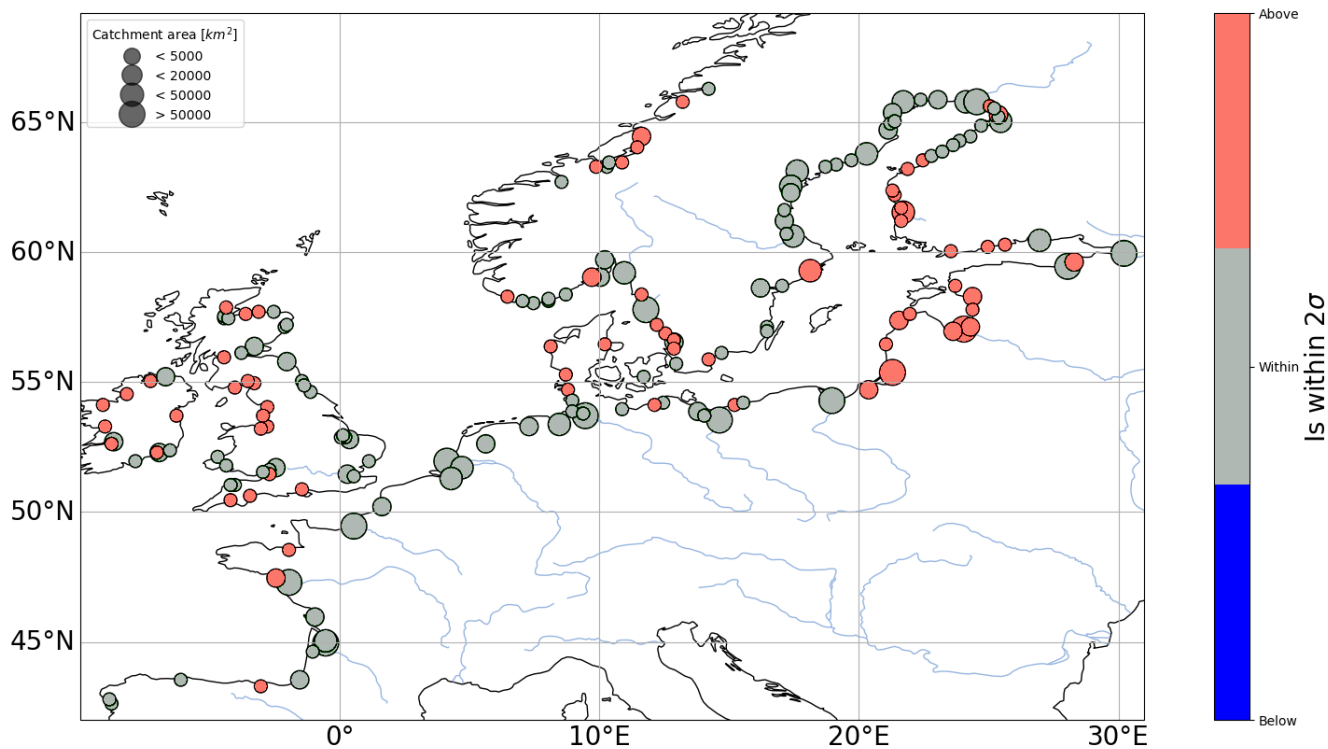 Catchment area [km²]
< 5000
< 20000
< 50000
> 50000
65°N
60°N
55°N
50°N
45°N
0°
10°E
20°E
30°E
Above
Within
Below
Is within 2σ